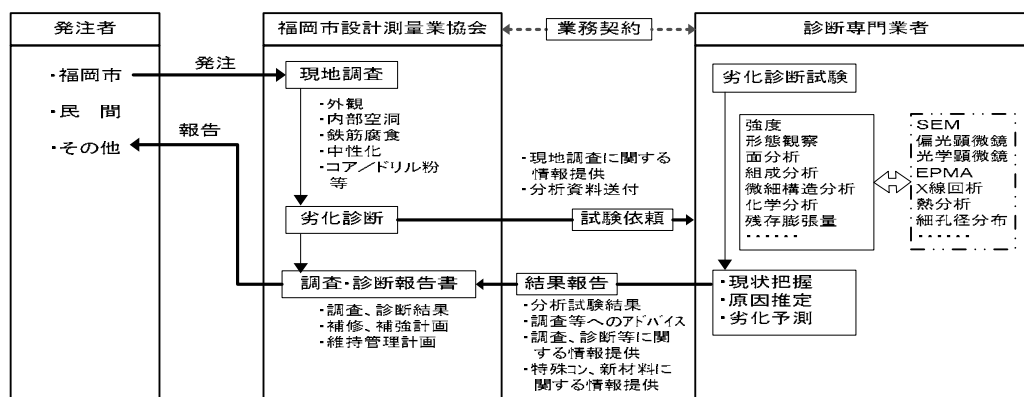 発注者
福岡市設計測量業協会
業務契約
診断専門業者
・福岡市
・民　間
・その他
発注
報告
現地調査
・外観
・内部空洞
・鉄筋腐食
・中性化
・コア／ドリル粉
等
劣化診断
調査・診断報告書
・調査、診断結果
・補修、補強計画
・維持管理計画
・現地調査に関する
情報提供
・分析資料送付
試験依頼
結果報告
・分析試験結果
・調査等へのアドバイス
・調査、診断等に関
する情報提供
・特殊コン、新材料に
関する情報提供
劣化診断試験
強度
形態観察
面分析
組成分析
微細構造分析
化学分析
残存膨張量
‥‥‥
SEM
偏光顕微鏡
光学顕微鏡
EPMA
X線回析
熱分析
細孔径分布
‥‥‥
・現状把握
・原因推定
・劣化予測